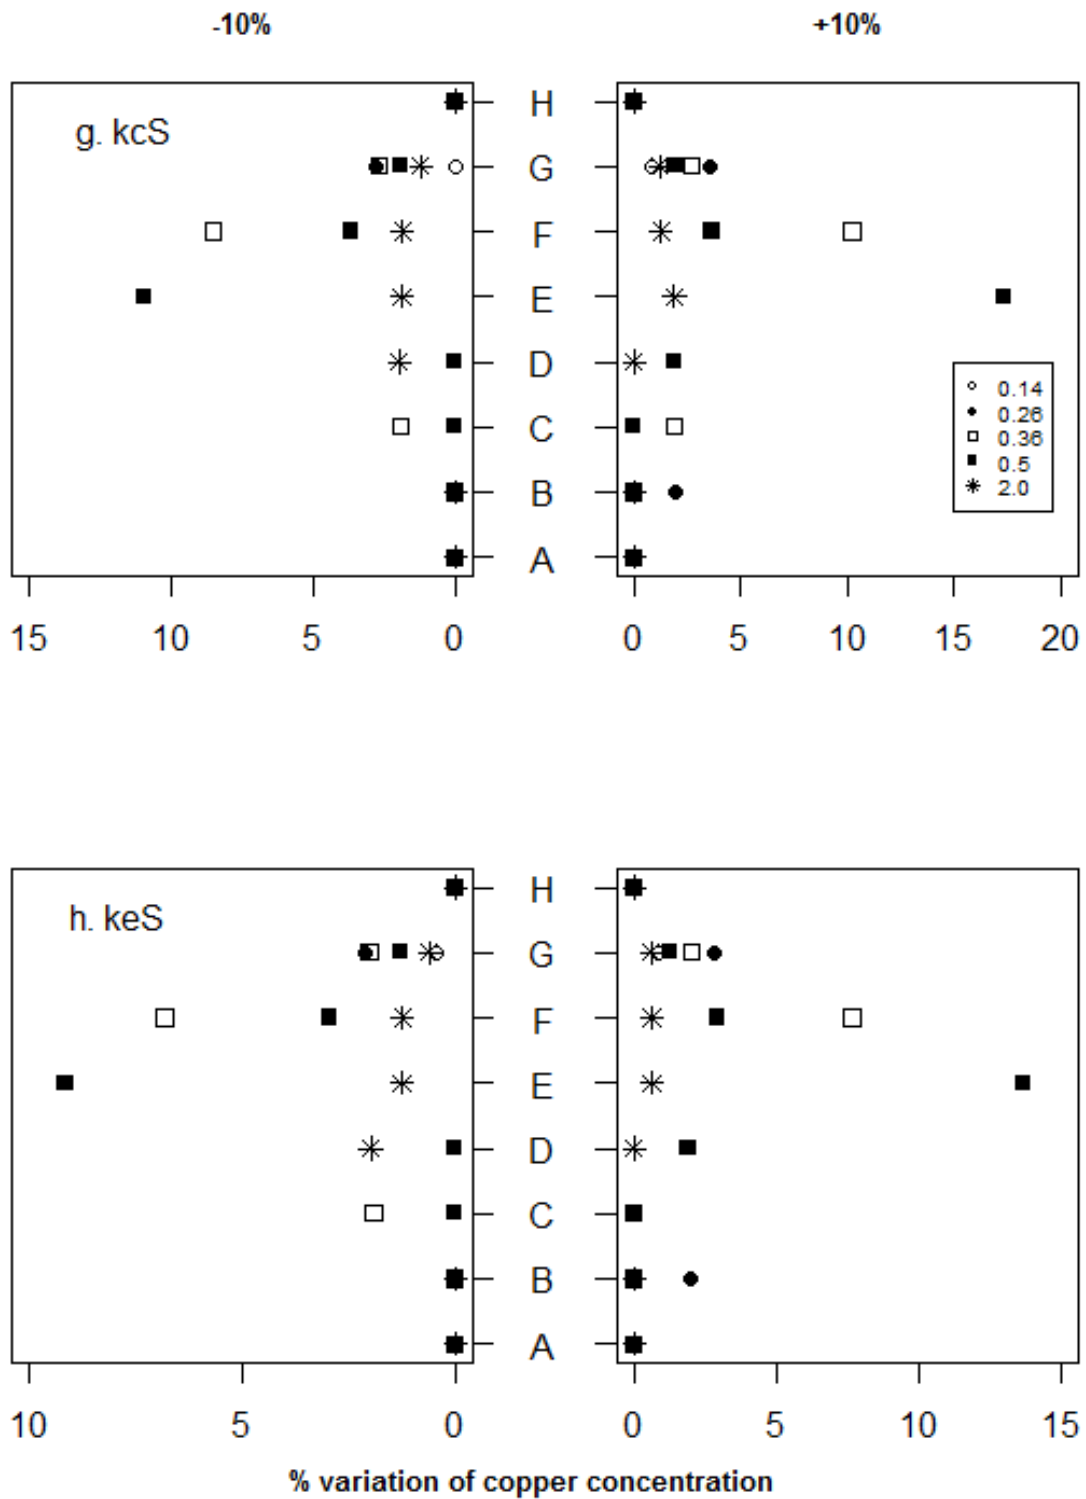 -10% +10%
g. kcS
H
G
F
E
D
C
B
A
0.14
0.26
0.36
0.5
2.0
15 10 5 0 0 5 10 15 20
h. keS
H
G
F
E
D
C
B
A
10 5 0 0 5 10 15
% variation of copper concentration